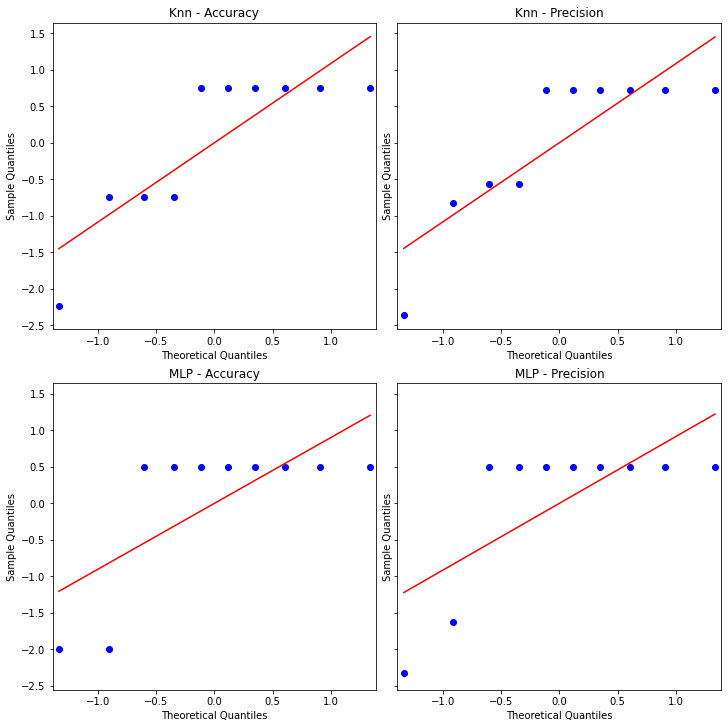 Knn - Accuracy
Knn - Precision
1.5
1.0
0.5
0.0
−0.5
−1.0
−1.5
−2.0
−2.5
Sample Quantiles
Sample Quantiles
−1.0 −0.5 0.0 0.5 1.0
−1.0 −0.5 0.0 0.5 1.0
Theoretical Quantiles
Theoretical Quantiles
MLP - Accuracy
MLP - Precision
1.5
1.0
0.5
0.0
−0.5
−1.0
−1.5
−2.0
−2.5
Sample Quantiles
Sample Quantiles
−1.0 −0.5 0.0 0.5 1.0
−1.0 −0.5 0.0 0.5 1.0
Theoretical Quantiles
Theoretical Quantiles